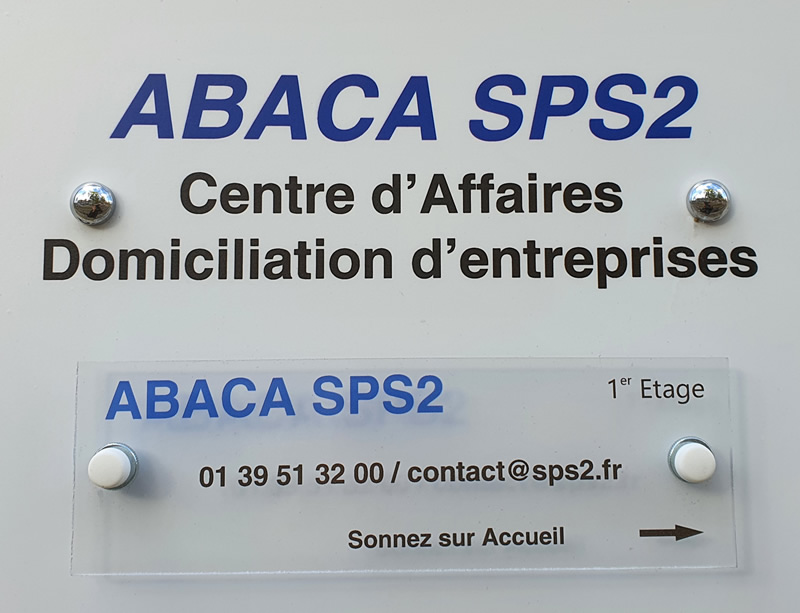 ABACA SPS2
Centre d'Affaires
Domiciliation d'entreprises
ABACA SPS2
1er Etage
01 39 51 32 00 / contact@sps2.fr
Sonnez sur Accueil